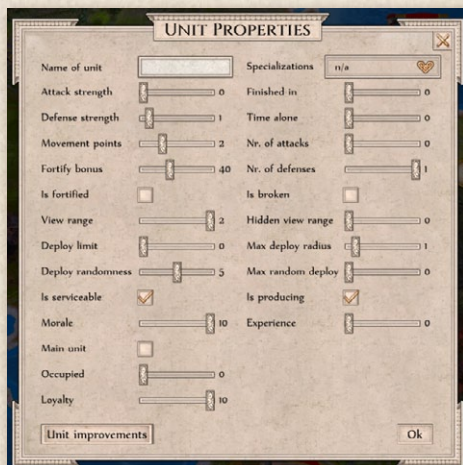 Unit Properties
Name of unit Specializations n/a
Attack strength 0 Finished in 0
Defense strength 1 Time alone 0
Movement points 2 Nr. of attacks 0
Fortify bonus 40 Nr. of defenses 1
Is fortified Is broken
View range 2 Hidden view range 0
Deploy limit 0 Max deploy radius 1
Deploy randomness 5 Max random deploy 0
Is serviceable Is producing
Morale 10 Experience 0
Main unit
Occupied 0
Loyalty 10
Unit improvements Ok